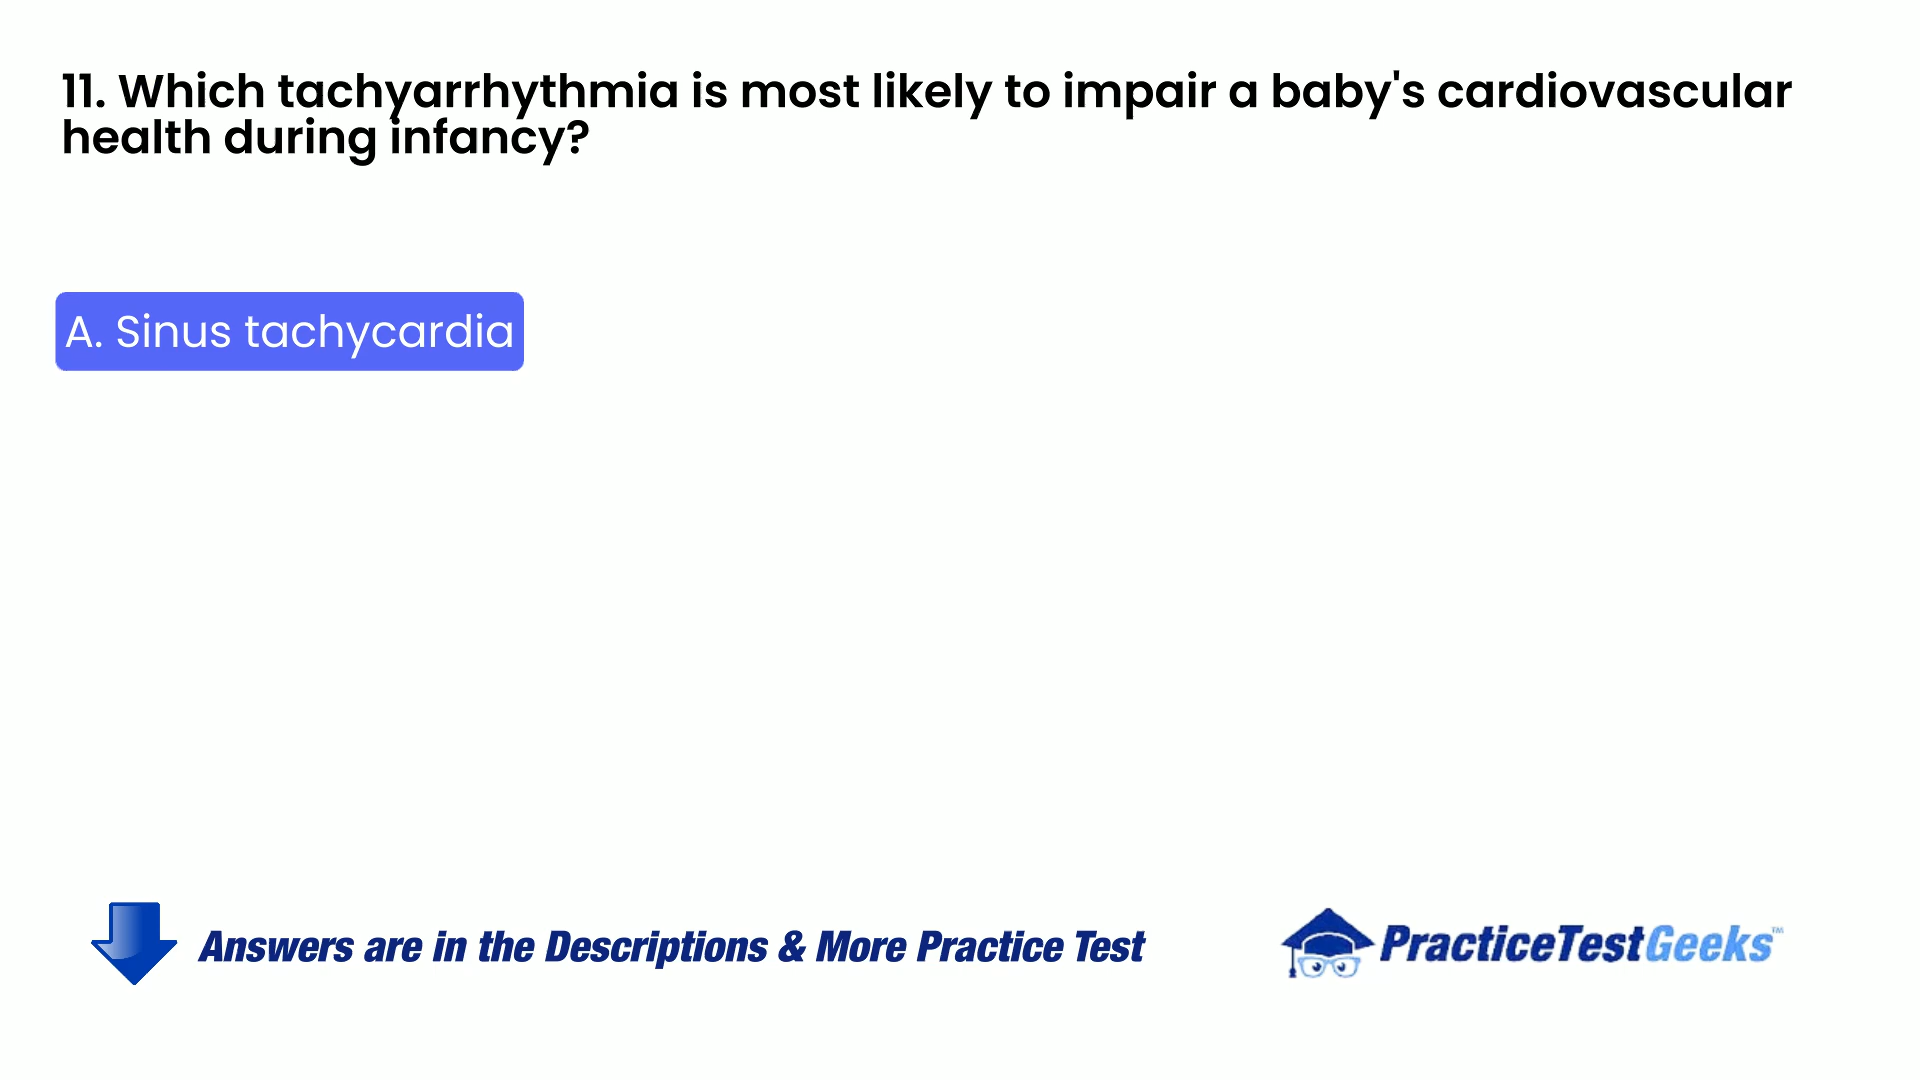 11. Which tachyarrhythmia is most likely to impair a baby's cardiovascular
health during infancy?
A. Sinus tachycardia
Answers are in the Descriptions & More Practice Test
PracticeTestGeeks™